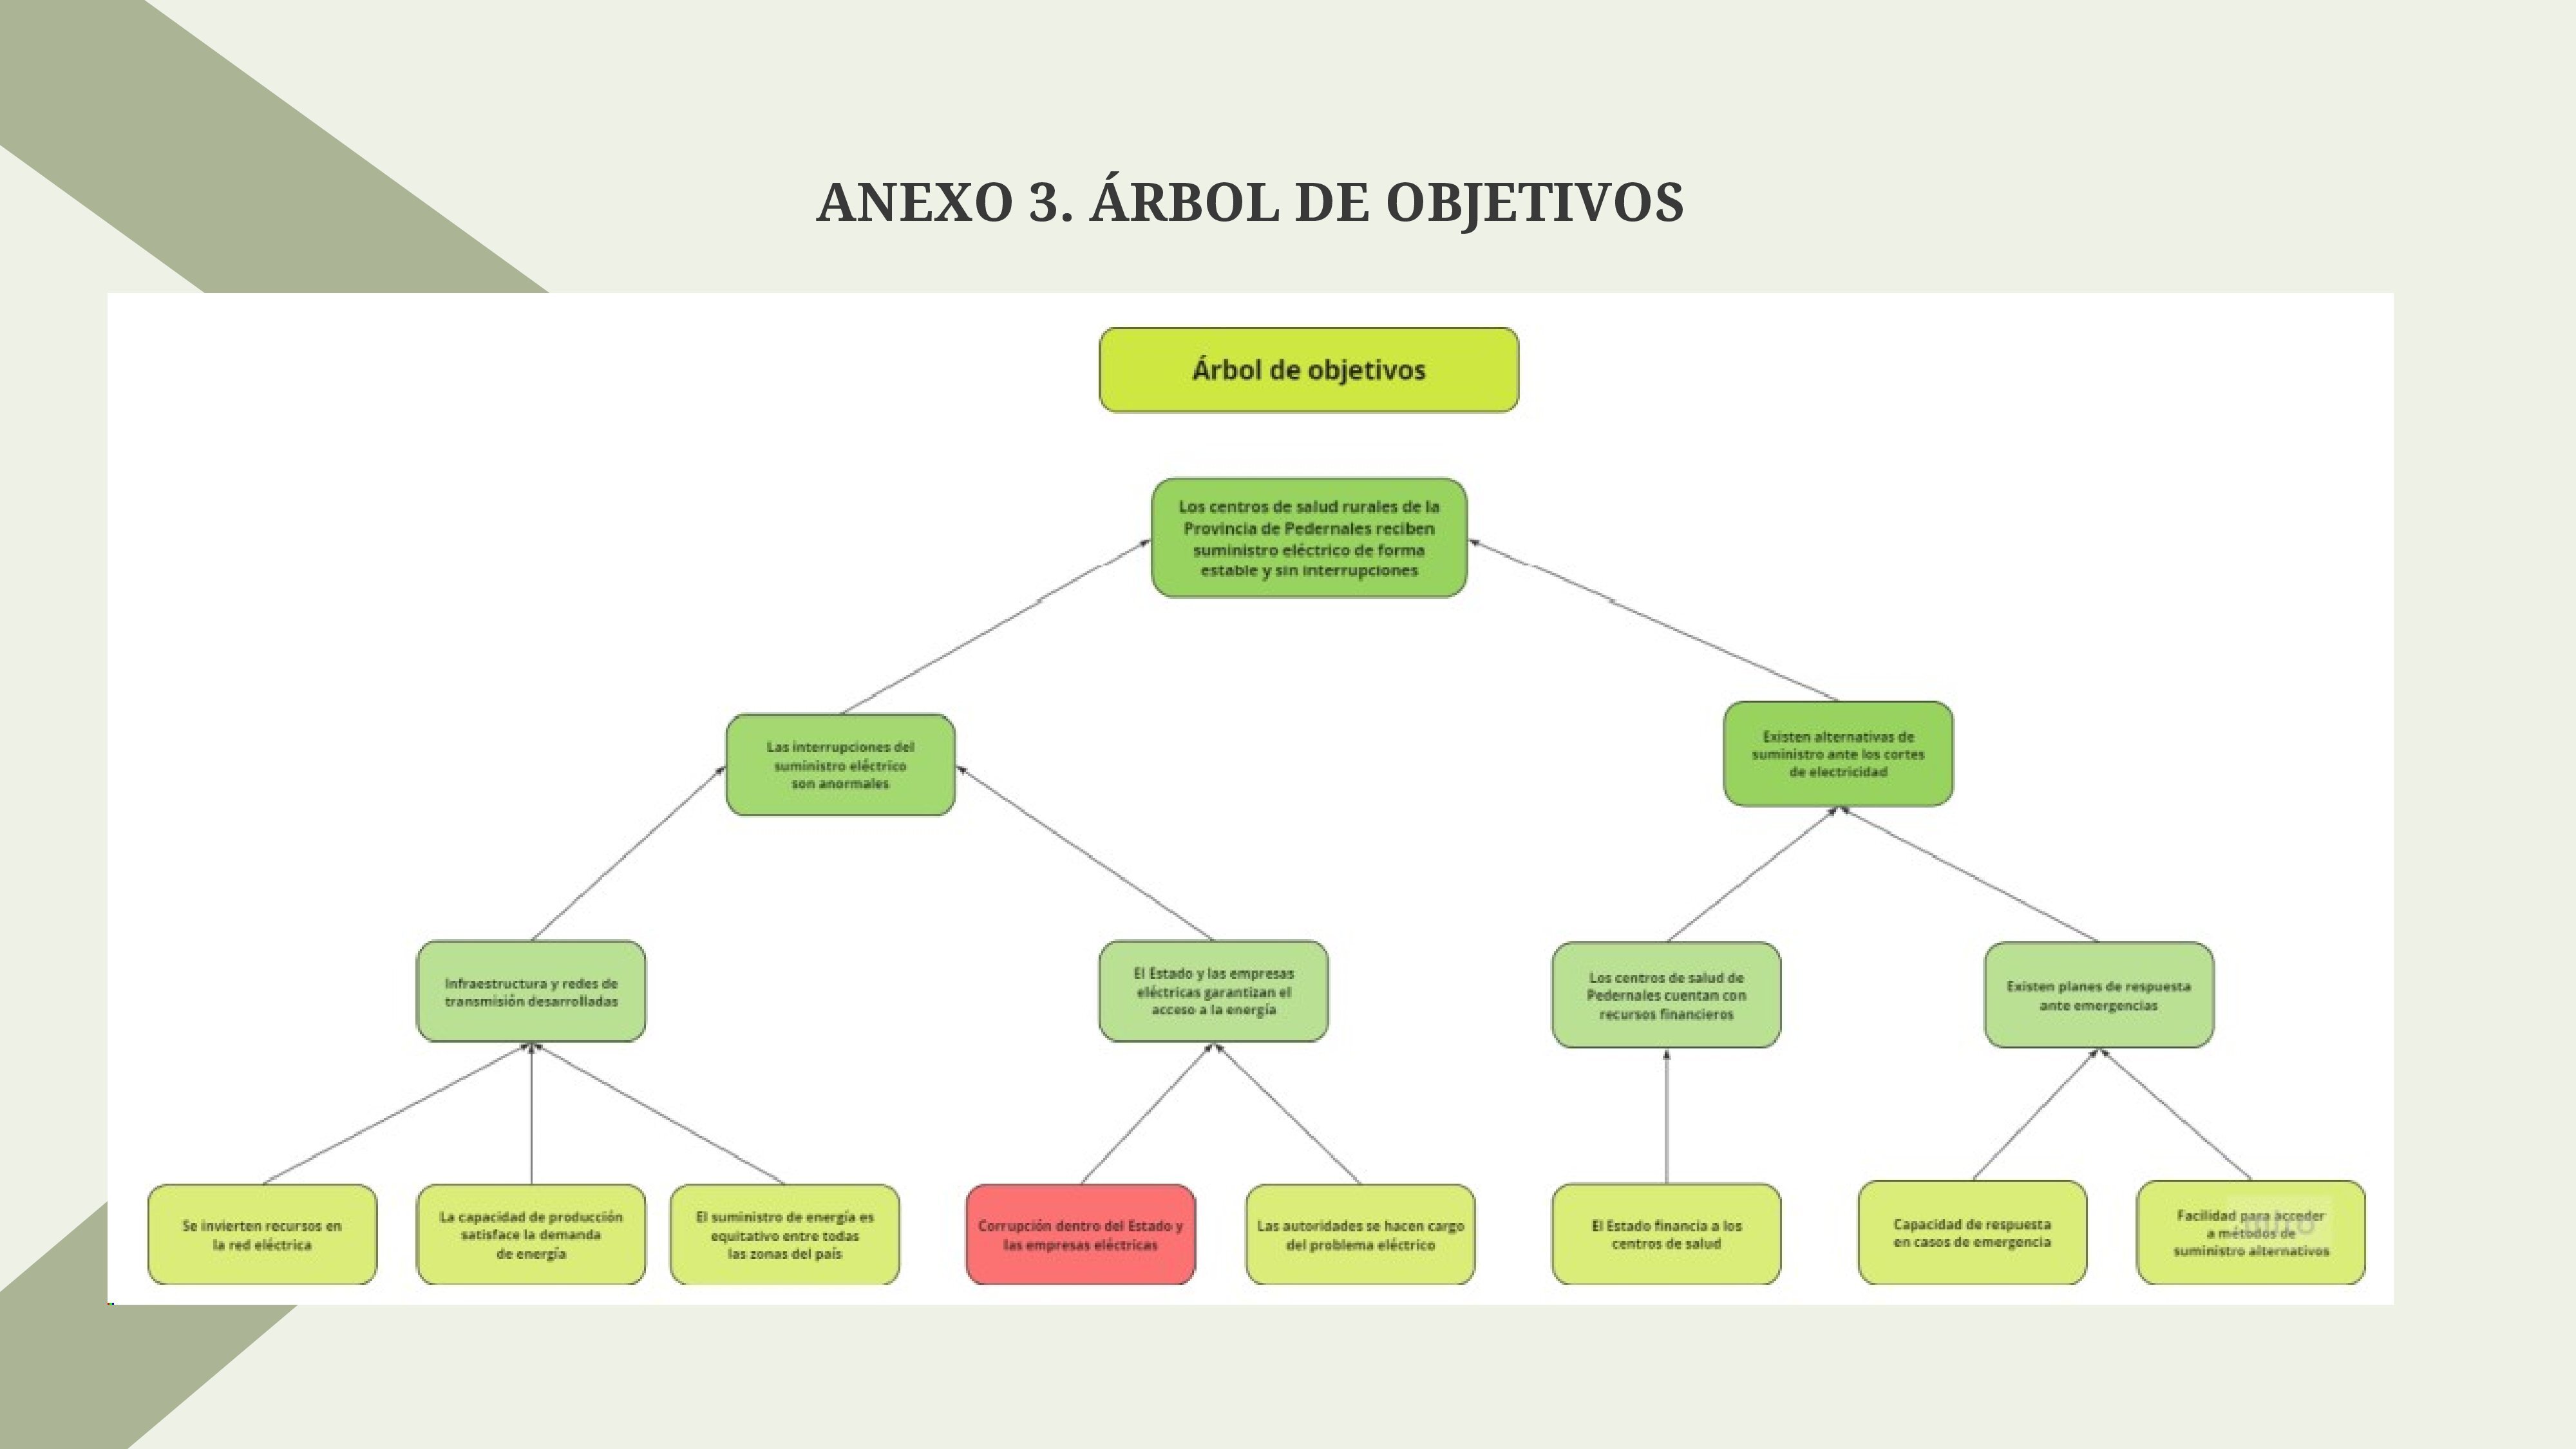 ANEXO 3. ÁRBOL DE OBJETIVOS
Árbol de objetivos
Los centros de salud rurales de la
Provincia de Pedernales reciben
suministro eléctrico de forma
estable y sin interrupciones
Las interrupciones del
suministro eléctrico
son anormales
Existen alternativas de
suministro ante los cortes
de electricidad
Infraestructura y redes de
transmisión desarrolladas
El Estado y las empresas
eléctricas garantizan el
acceso a la energía
Los centros de salud de
Pedernales cuentan con
recursos financieros
Existen planes de respuesta
ante emergencias
Se invierten recursos en
la red eléctrica
La capacidad de producción
satisface la demanda
de energía
El suministro de energía es
equitativo entre todas
las zonas del país
Corrupción dentro del Estado y
las empresas eléctricas
Las autoridades se hacen cargo
del problema eléctrico
El Estado financia a los
centros de salud
Capacidad de respuesta
en casos de emergencia
Facilidad para acceder
a métodos de
suministro alternativos
miro